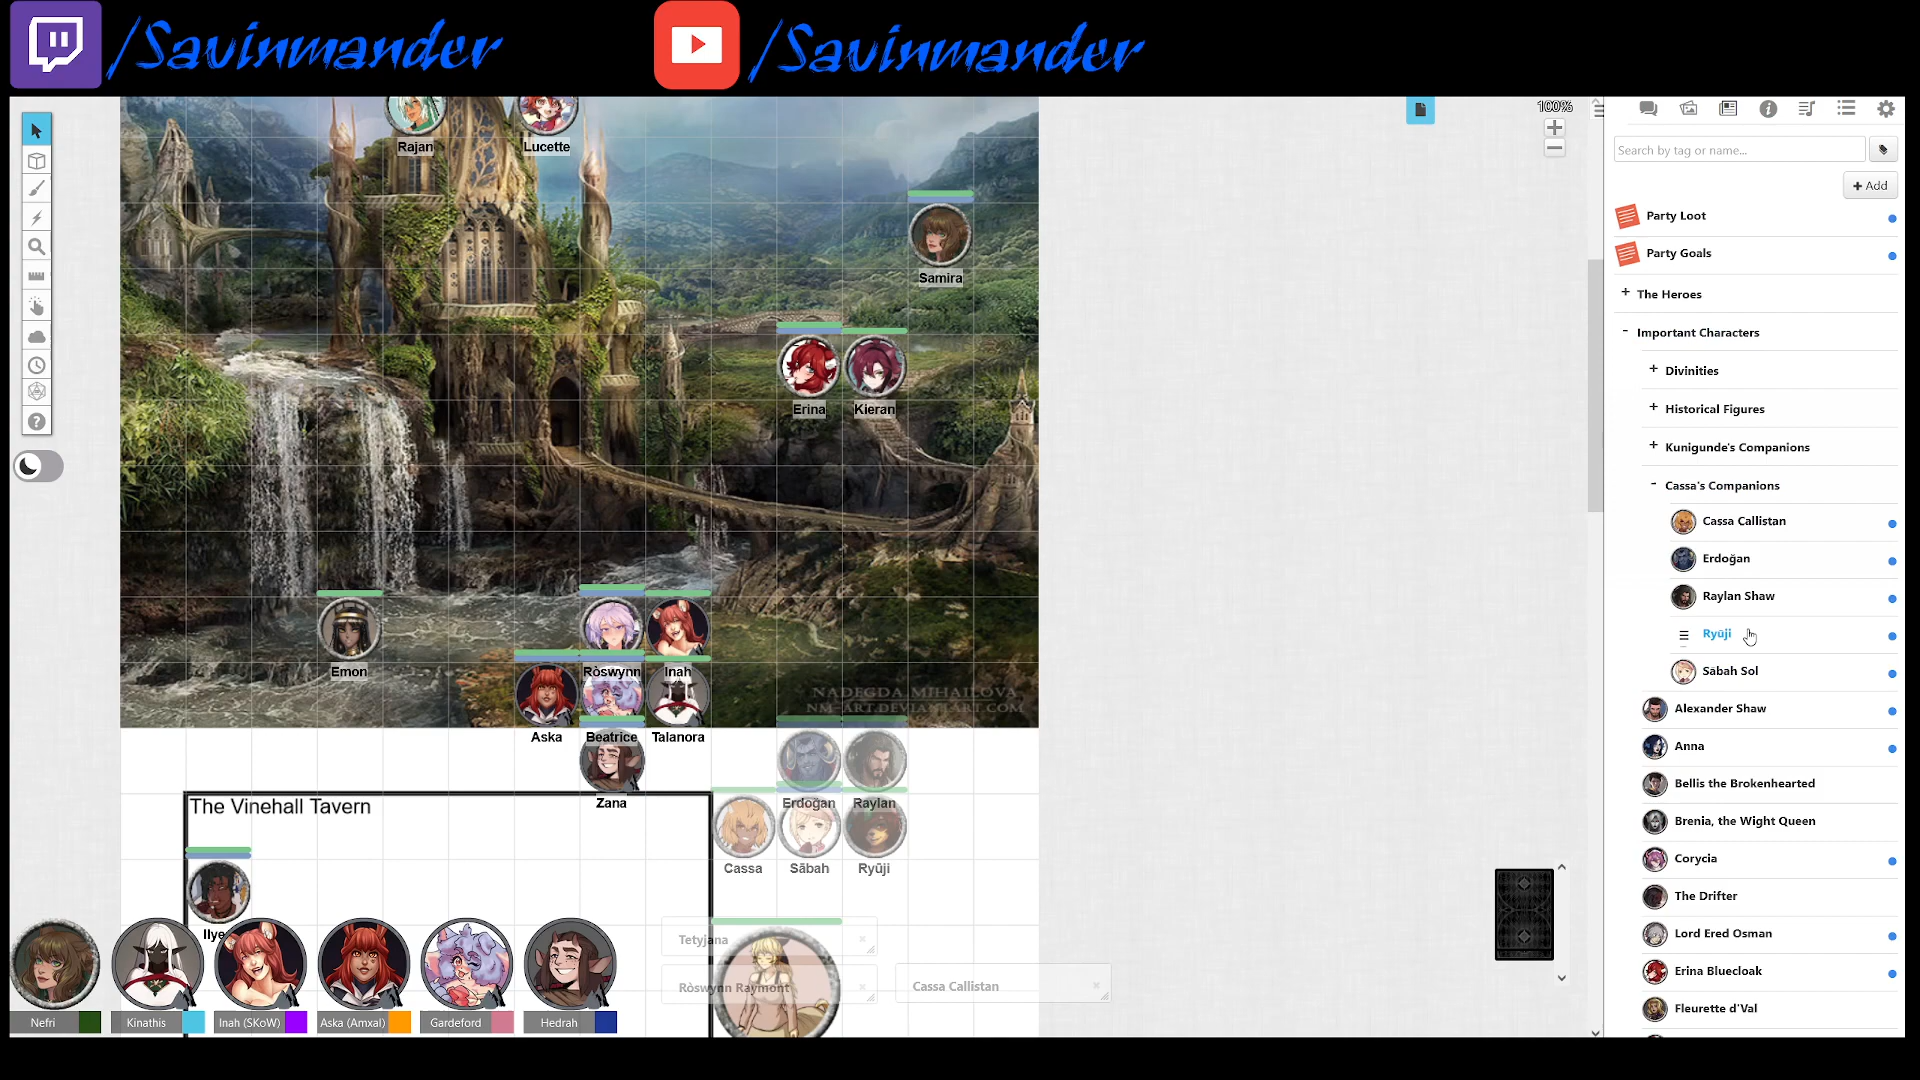 /Savinmander
/Savinmander
Rajan
Lucette
Samira
Erina
Kieran
Emon
Ròswynn
Inah
NADEGDA MIHAILOVA
NM-ART.DEVIANTART.COM
Aska
Beatrice
Talanora
Zana
Erdoğan
Raylan
The Vinehall Tavern
Cassa
Sābah
Ryūji
Ilye
Tetyjana
Ròswynn Raymont
Cassa Callistan
Nefri
Kinathis
Inah (SKoW)
Aska (Amxal)
Gardeford
Hedrah
100%
Search by tag or name...
+ Add
Party Loot
Party Goals
+ The Heroes
- Important Characters
+ Divinities
+ Historical Figures
+ Kunigunde's Companions
- Cassa's Companions
Cassa Callistan
Erdoğan
Raylan Shaw
Ryūji
Sābah Sol
Alexander Shaw
Anna
Bellis the Brokenhearted
Brenia, the Wight Queen
Corycia
The Drifter
Lord Ered Osman
Erina Bluecloak
Fleurette d'Val